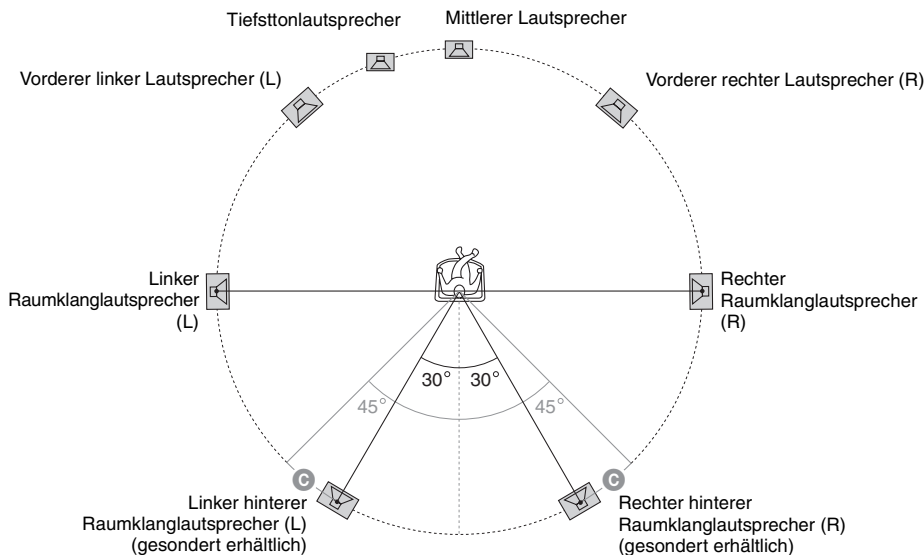 Tiefsttonlautsprecher
Mittlerer Lautsprecher
Vorderer linker Lautsprecher (L)
Vorderer rechter Lautsprecher (R)
Linker
Raumklanglautsprecher
(L)
Rechter
Raumklanglautsprecher
(R)
30°
30°
45°
45°
C
C
Linker hinterer
Raumklanglautsprecher (L)
(gesondert erhältlich)
Rechter hinterer
Raumklanglautsprecher (R)
(gesondert erhältlich)